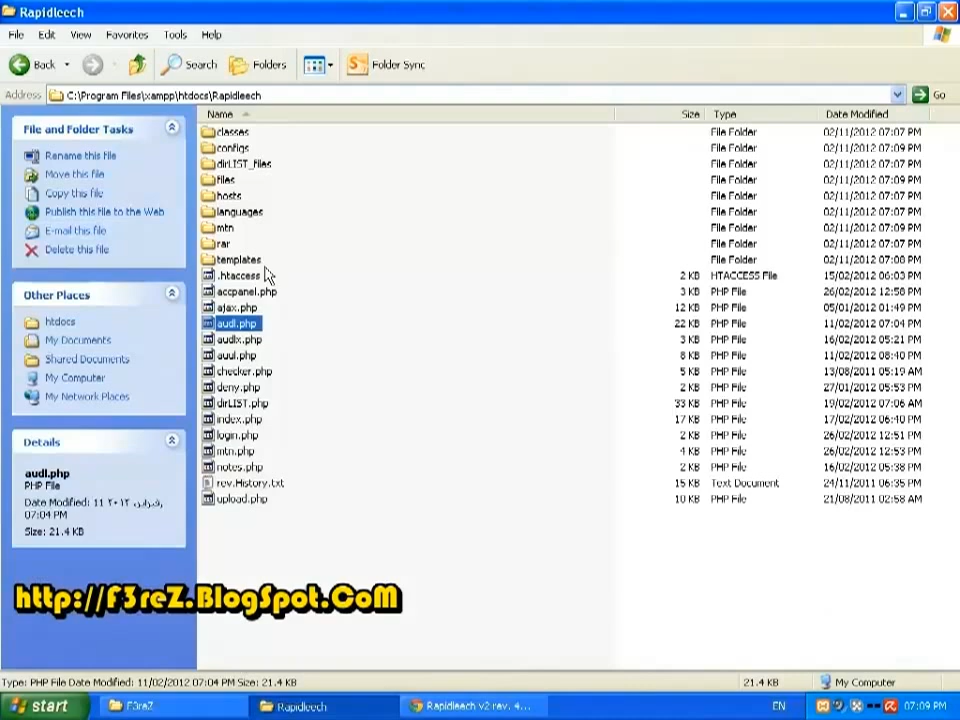 Rapidleech
File Edit View Favorites Tools Help
Back Search Folders Folder Sync
Address C:\Program Files\xampp\htdocs\Rapidleech Go
File and Folder Tasks
Rename this file
Move this file
Copy this file
Publish this file to the Web
E-mail this file
Delete this file
Other Places
htdocs
My Documents
Shared Documents
My Computer
My Network Places
Details
audl.php
PHP File
Date Modified: 11 فبراير, ٢٠١٢
07:04 PM
Size: 21.4 KB
Name Size Type Date Modified
classes File Folder 02/11/2012 07:07 PM
configs File Folder 02/11/2012 07:09 PM
dirLIST_files File Folder 02/11/2012 07:07 PM
files File Folder 02/11/2012 07:09 PM
hosts File Folder 02/11/2012 07:07 PM
languages File Folder 02/11/2012 07:07 PM
mtn File Folder 02/11/2012 07:09 PM
rar File Folder 02/11/2012 07:07 PM
templates File Folder 02/11/2012 07:08 PM
.htaccess 2 KB HTACCESS File 15/02/2012 06:03 PM
accpanel.php 3 KB PHP File 26/02/2012 12:50 PM
ajax.php 12 KB PHP File 05/01/2012 01:49 PM
audl.php 22 KB PHP File 11/02/2012 07:04 PM
audlx.php 3 KB PHP File 16/02/2012 05:21 PM
auul.php 8 KB PHP File 11/02/2012 08:40 PM
checker.php 5 KB PHP File 13/08/2011 05:19 AM
deny.php 2 KB PHP File 27/01/2012 05:53 PM
dirLIST.php 33 KB PHP File 19/02/2012 07:06 AM
index.php 17 KB PHP File 17/02/2012 06:40 PM
login.php 2 KB PHP File 26/02/2012 12:51 PM
mtn.php 4 KB PHP File 26/02/2012 12:51 PM
notes.php 2 KB PHP File 16/02/2012 05:38 PM
rev.History.txt 15 KB Text Document 24/11/2011 06:35 PM
upload.php 10 KB PHP File 21/08/2011 02:58 AM
http://F3reZ.BlogSpot.CoM
Type: PHP File Date Modified: 11/02/2012 07:04 PM Size: 21.4 KB 21.4 KB My Computer
start F3reZ Rapidleech Rapidleech v2 rev. 4... EN 07:09 PM